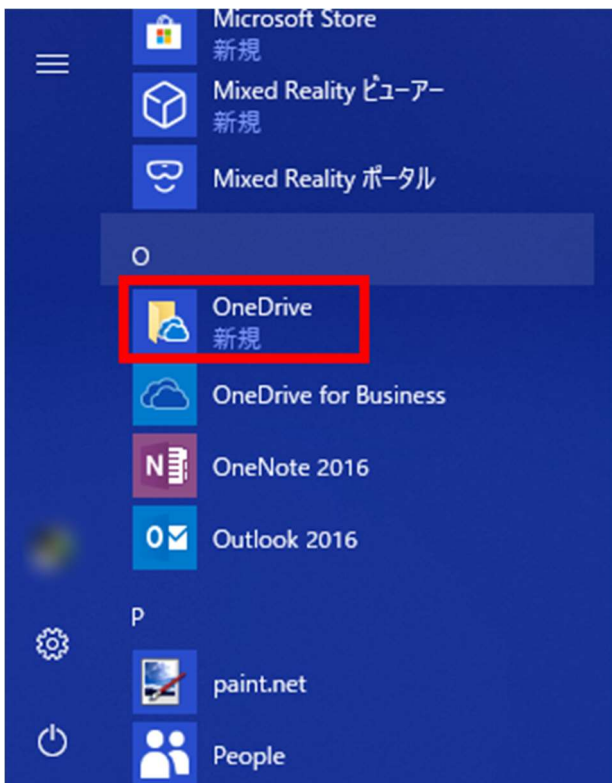 Microsoft Store
新規
Mixed Reality ビューアー
新規
Mixed Reality ポータル
O
OneDrive
新規
OneDrive for Business
N
OneNote 2016
O
Outlook 2016
P
paint.net
People